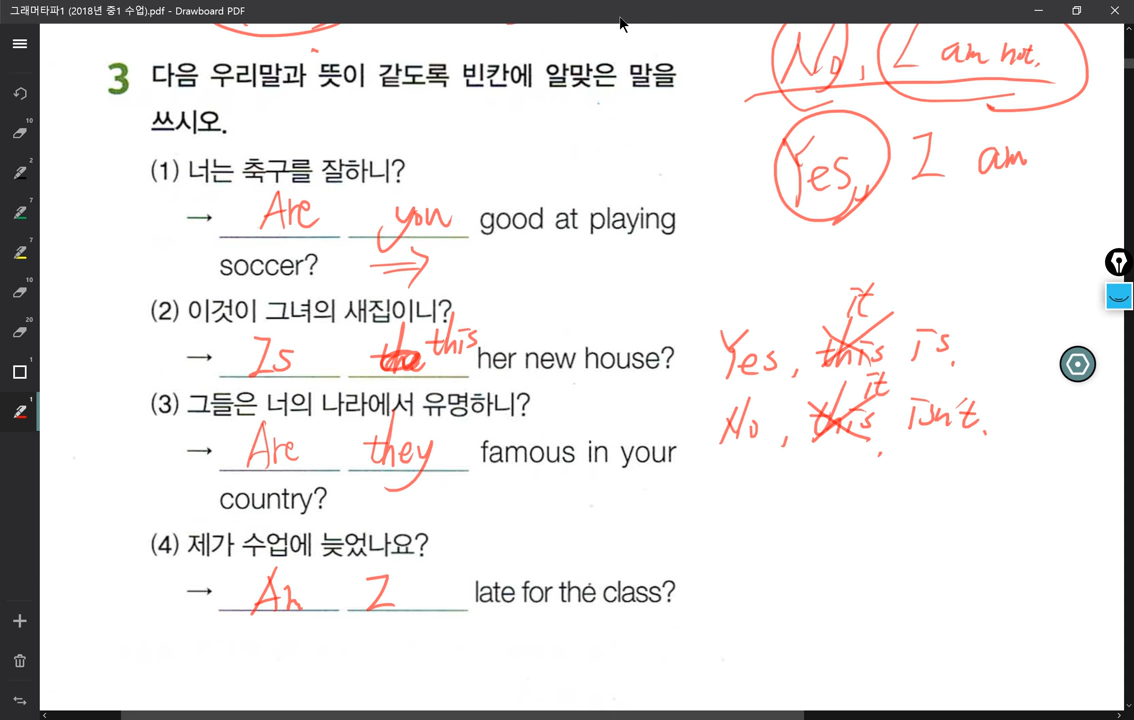 그래머타파1 (2018년 중1 수업).pdf - Drawboard PDF
No, I am not.
3 다음 우리말과 뜻이 같도록 빈칸에 알맞은 말을
쓰시오.
Yes, I am
(1) 너는 축구를 잘하니?
→ Are you good at playing
soccer?
(2) 이것이 그녀의 새집이니?
→ Is this her new house?
Yes, this it is.
(3) 그들은 너의 나라에서 유명하니?
No, this it isn't.
→ Are they famous in your
country?
(4) 제가 수업에 늦었나요?
→ Am I late for the class?
10
2
7
7
10
20
1
1